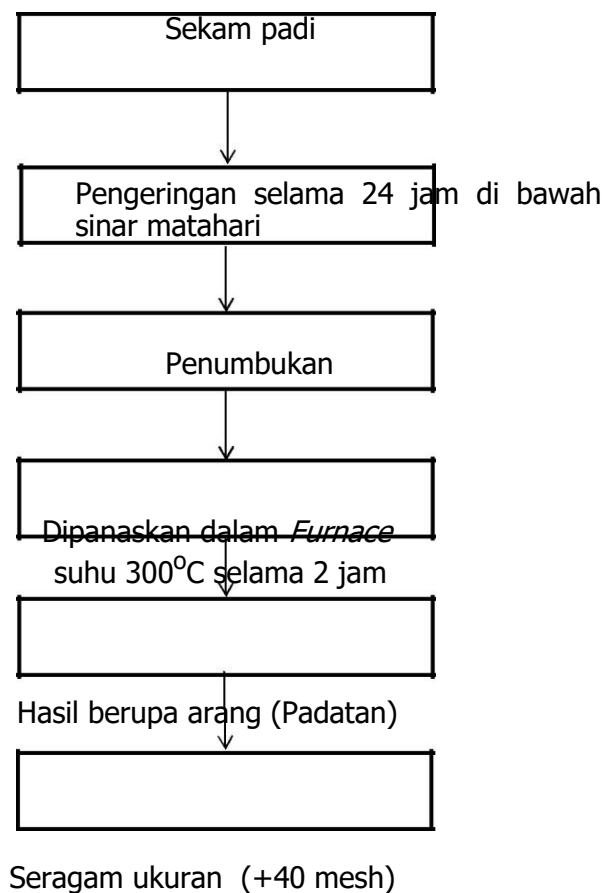 Sekam padi
Pengeringan selama 24 jam di bawah
sinar matahari
Penumbukan
Dipanaskan dalam Furnace
suhu 300°C selama 2 jam
Hasil berupa arang (Padatan)
Seragam ukuran (+40 mesh)